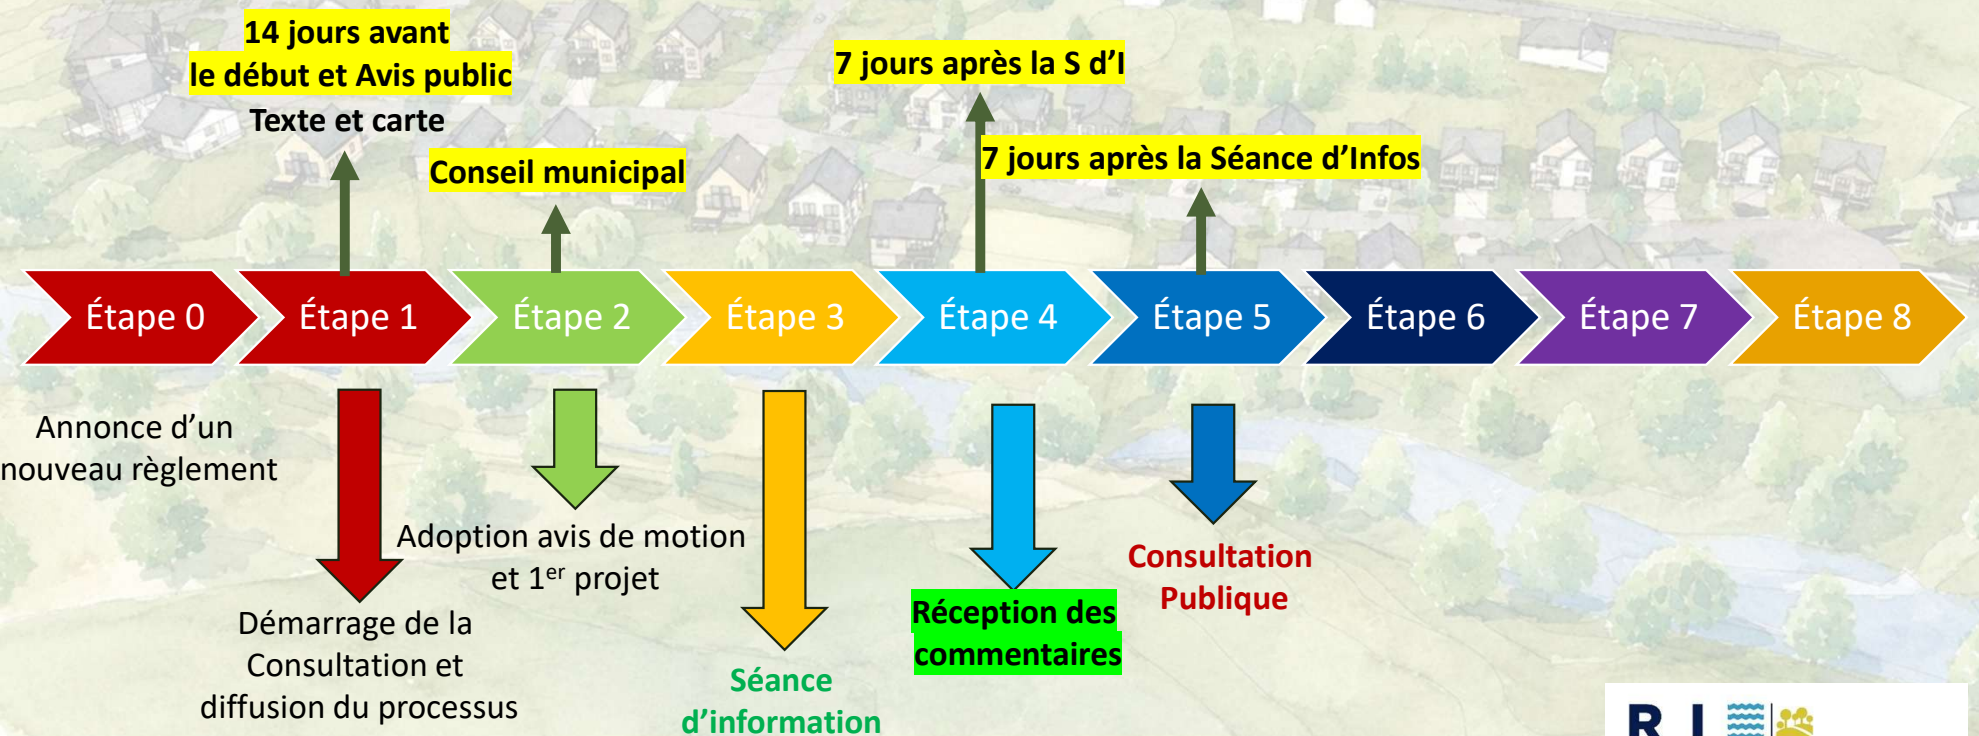 14 jours avant
le début et Avis public
Texte et carte
Conseil municipal
7 jours après la S d’I
7 jours après la Séance d’Infos
Étape 0
Étape 1
Étape 2
Étape 3
Étape 4
Étape 5
Étape 6
Étape 7
Étape 8
Annonce d’un
nouveau règlement
Démarrage de la
Consultation et
diffusion du processus
Adoption avis de motion
et 1er projet
Séance
d’information
Réception des
commentaires
Consultation
Publique